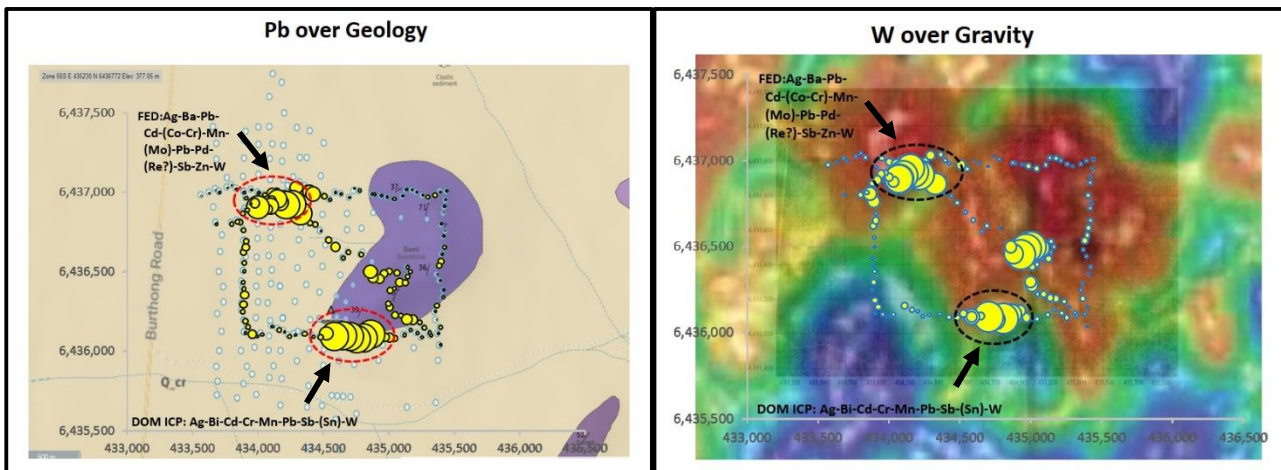 Pb over Geology
Zone 55S E 435230 N 6436772 Elev: 377.05 m
Clastic
sediment
6,437,500
FED:Ag-Ba-Pb-
Cd-(Co-Cr)-Mn-
(Mo)-Pb-Pd-
(Re?)-Sb-Zn-W
6,437,000
6,436,500
6,436,000
6,435,500
Burthong Road
Q_cr
36
DOM ICP: Ag-Bi-Cd-Cr-Mn-Pb-Sb-(Sn)-W
433,000
433,500
434,000
434,500
435,000
435,500
436,000
436,500
W over Gravity
6,437,500
FED:Ag-Ba-Pb-
Cd-(Co-Cr)-Mn-
(Mo)-Pb-Pd-
(Re?)-Sb-Zn-W
6,437,000
6,436,500
6,436,000
6,435,500
DOM ICP: Ag-Bi-Cd-Cr-Mn-Pb-Sb-(Sn)-W
433,000
433,500
434,000
434,500
435,000
435,500
436,000
436,500